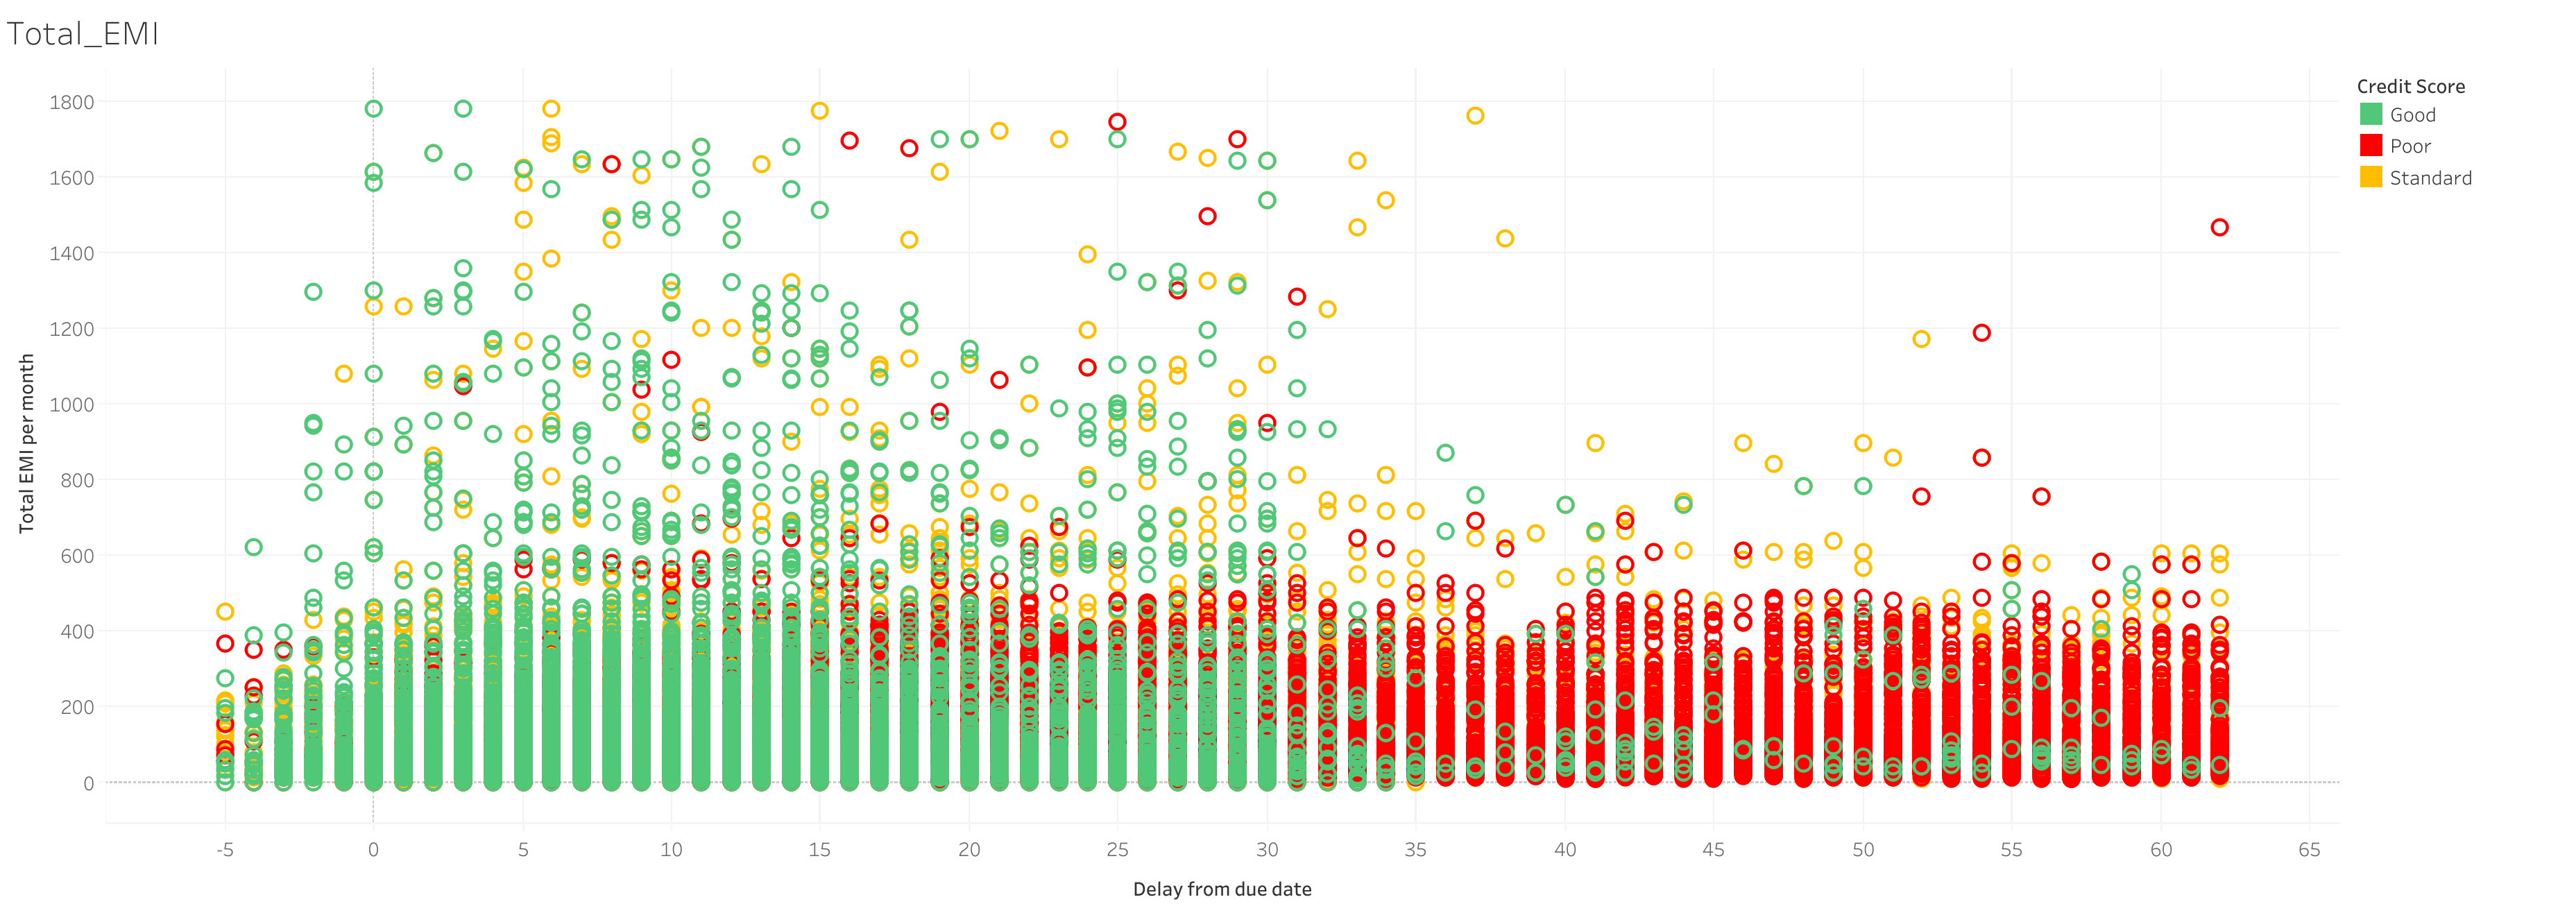 Total_EMI
Credit Score
Good
Poor
Standard
Total EMI per month
1800
1600
1400
1200
1000
800
600
400
200
0
-5 0 5 10 15 20 25 30 35 40 45 50 55 60 65
Delay from due date